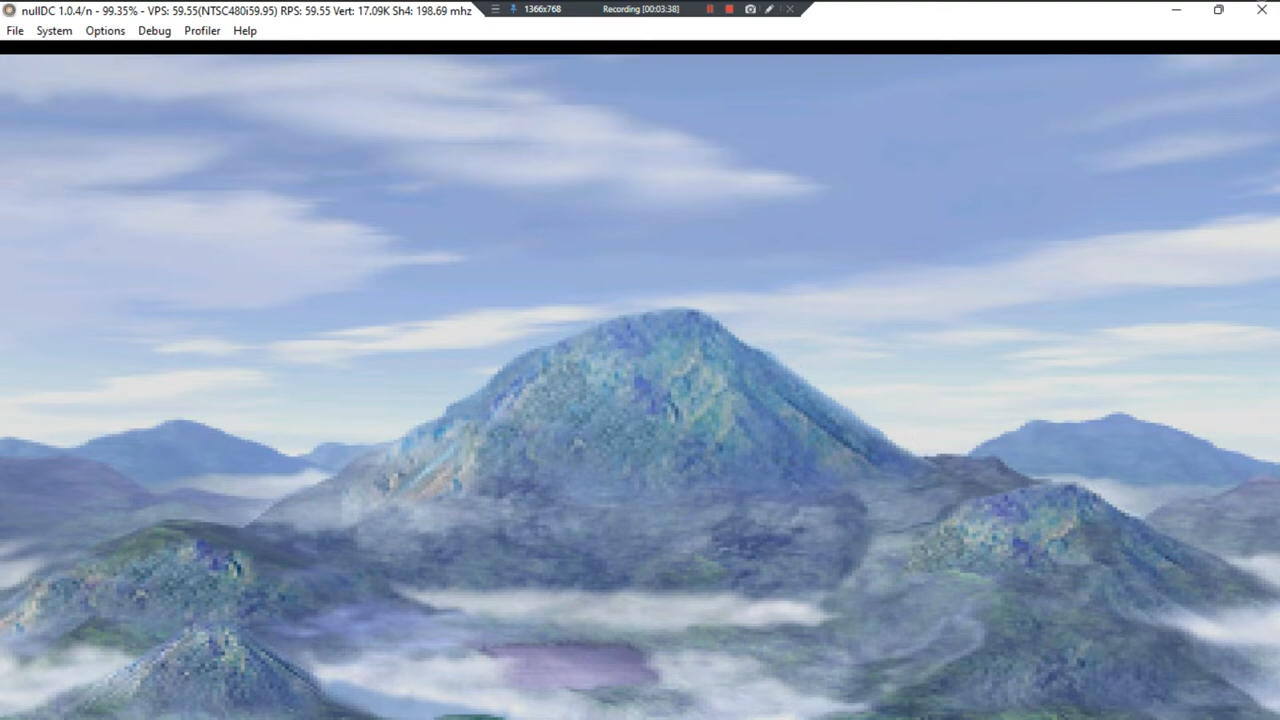 nullDC 1.0.4/n - 99.35% - VPS: 59.55(NTSC480i59.95) RPS: 59.55 Vert: 17.09K Sh4: 198.69 mhz
1366x768
Recording [00:03:38]
File System Options Debug Profiler Help